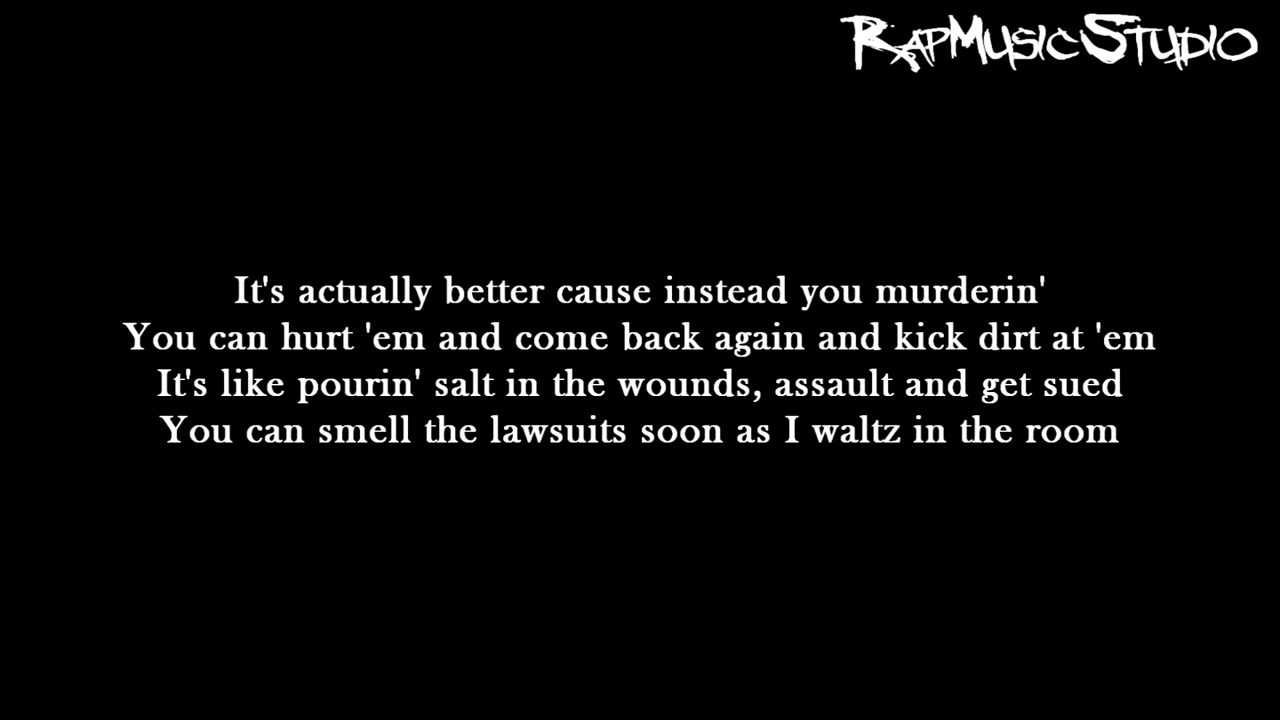 RapMusicStudio
It's actually better cause instead you murderin'
You can hurt 'em and come back again and kick dirt at 'em
It's like pourin' salt in the wounds, assault and get sued
You can smell the lawsuits soon as I waltz in the room